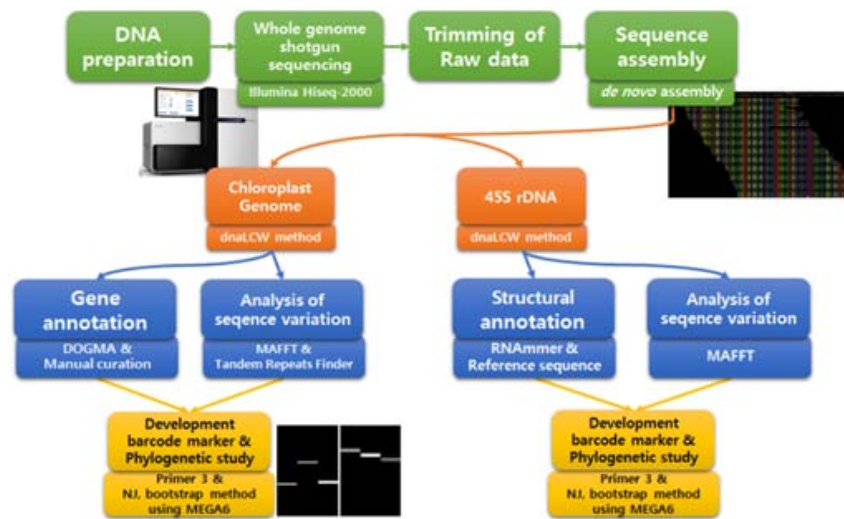 DNA
preparation
Whole genome
shotgun
sequencing
Illumina Hiseq-2000
Trimming of
Raw data
Sequence
assembly
de novo assembly
Chloroplast
Genome
dnaLCW method
45S rDNA
dnaLCW method
Gene
annotation
DOGMA &
Manual curation
Analysis of
seqence variation
MAFFT &
Tandem Repeats Finder
Structural
annotation
RNAmmer &
Reference sequence
Analysis of
seqence variation
MAFFT
Development
barcode marker &
Phylogenetic study
Primer 3 &
NJ, bootstrap method
using MEGA6
Development
barcode marker &
Phylogenetic study
Primer 3 &
NJ, bootstrap method
using MEGA6